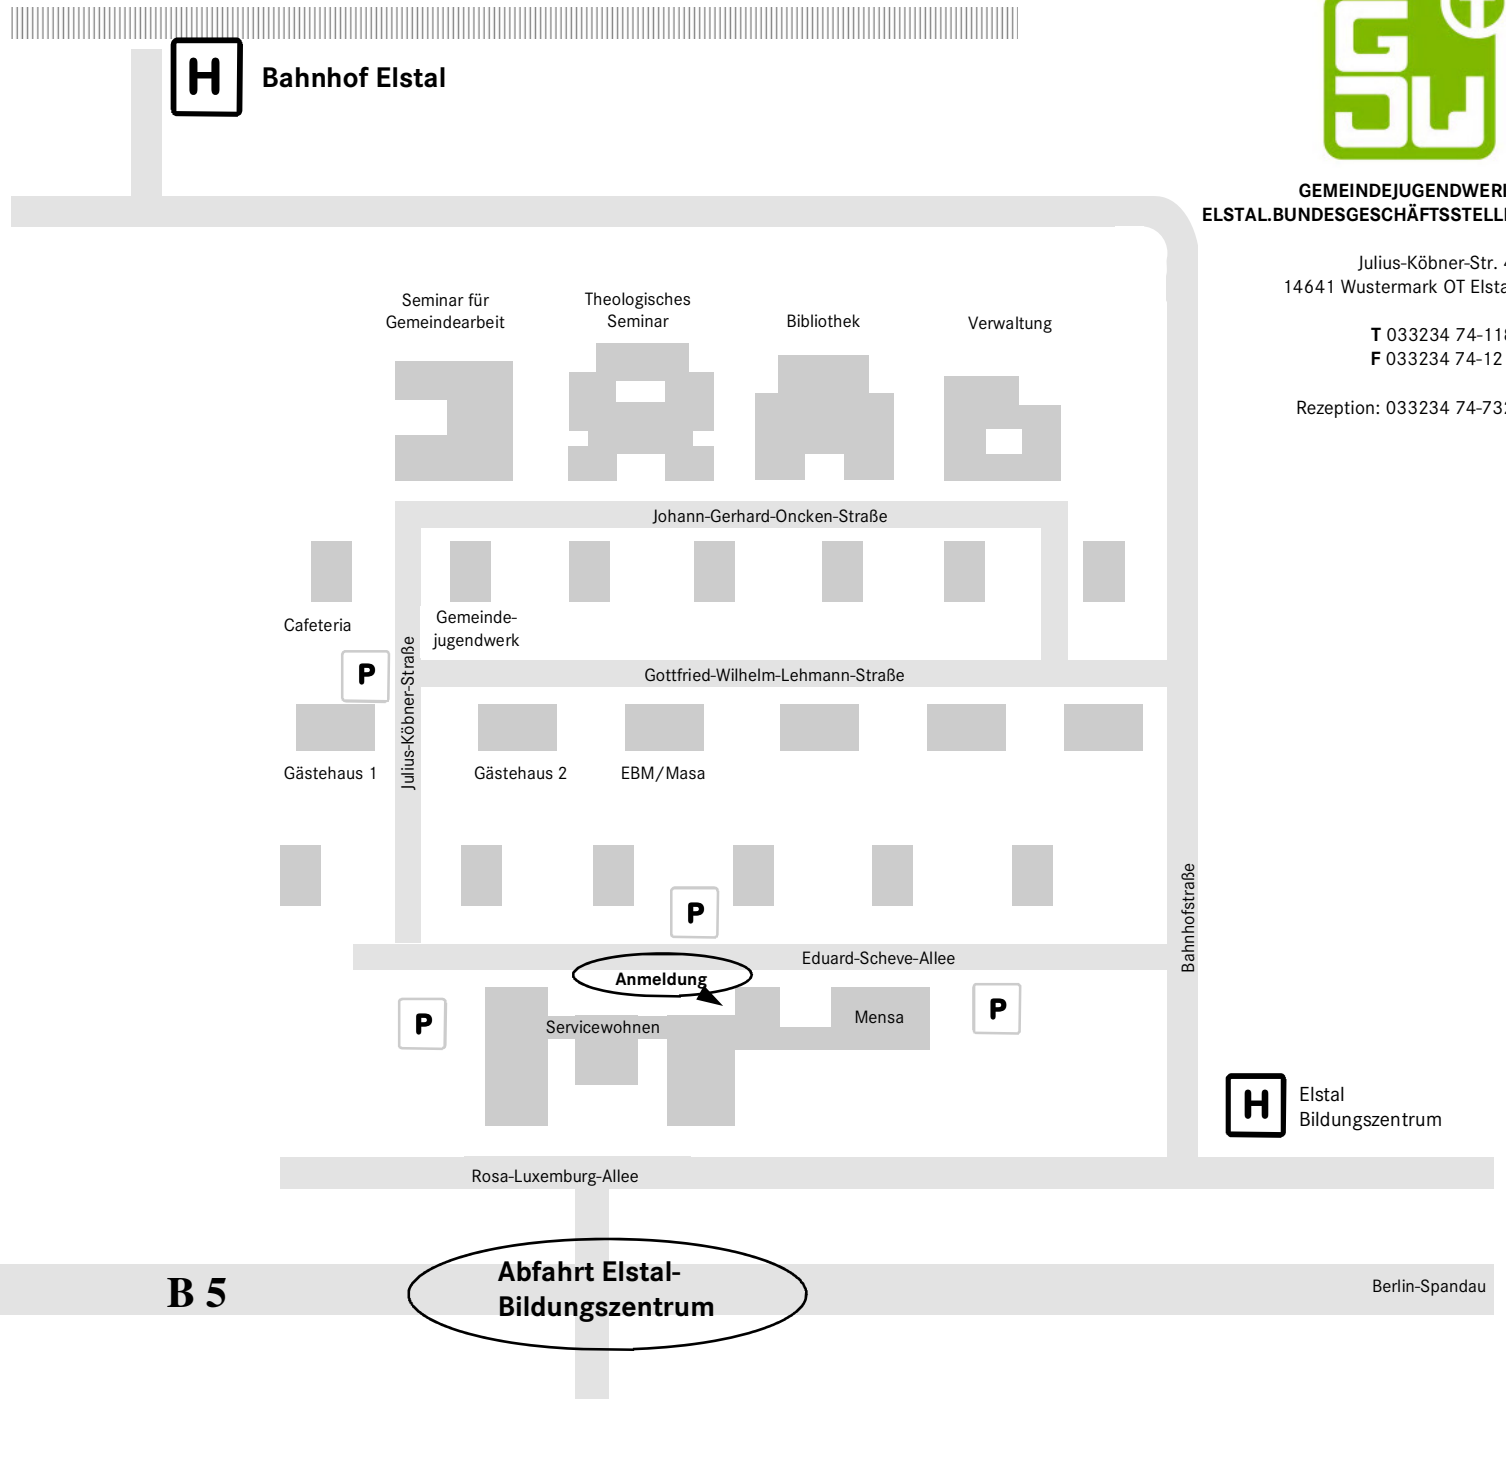 H
Bahnhof Elstal
GJW
GEMEINDEJUGENDWER
ELSTAL.BUNDESGESCHÄFTSSTELL
Julius-Köbner-Str.
14641 Wustermark OT Elsta
T 033234 74-118
F 033234 74-12
Rezeption: 033234 74-732
Seminar für
Gemeindearbeit
Theologisches
Seminar
Bibliothek
Verwaltung
Johann-Gerhard-Oncken-Straße
Cafeteria
Gemeinde-
jugendwerk
P
Julius-Köbner-Straße
Gottfried-Wilhelm-Lehmann-Straße
Gästehaus 1
Gästehaus 2
EBM/Masa
Bahnhofstraße
P
Eduard-Scheve-Allee
Anmeldung
P
Servicewohnen
Mensa
P
H
Elstal
Bildungszentrum
Rosa-Luxemburg-Allee
B 5
Abfahrt Elstal-
Bildungszentrum
Berlin-Spandau